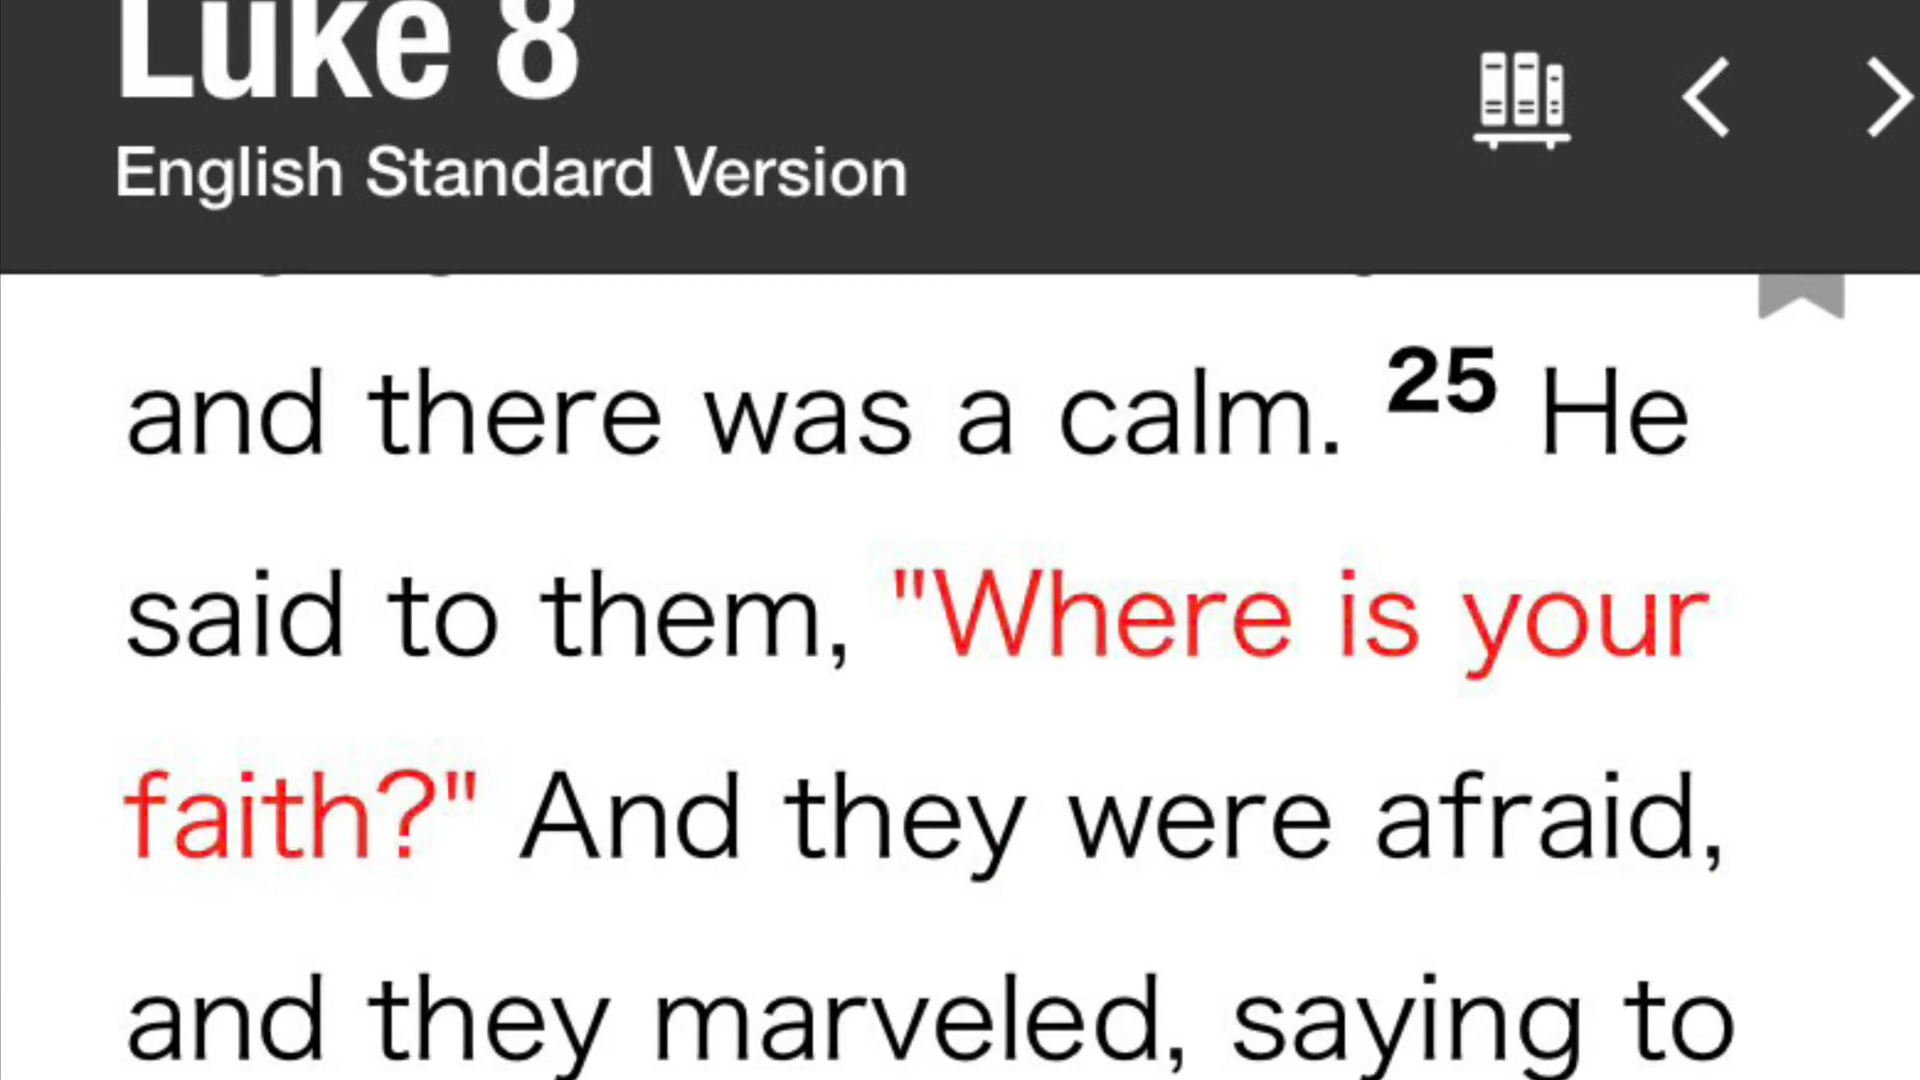 Luke 8
English Standard Version
and there was a calm. 25 He
said to them, "Where is your
faith?" And they were afraid,
and they marveled, saying to